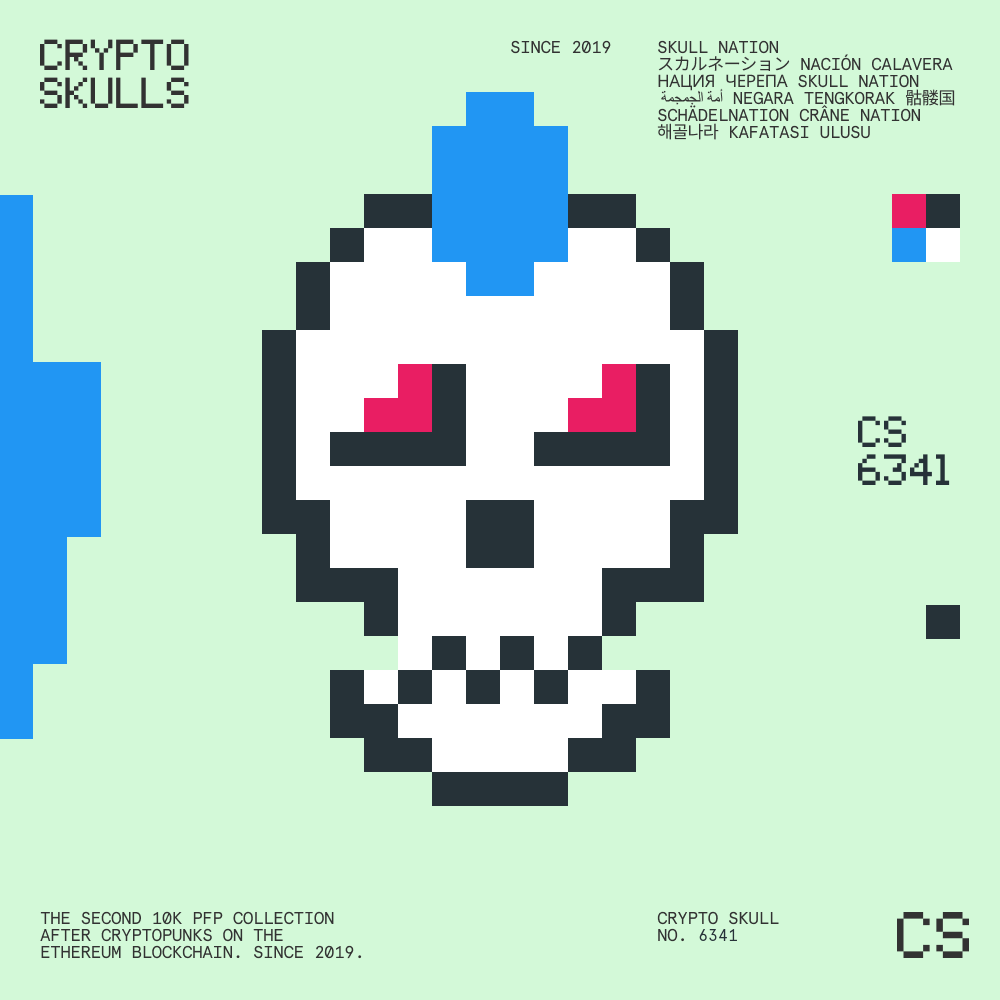 CRYPTO
SKULLS
SINCE 2019
SKULL NATION
スカルネーション NACIÓN CALAVERA
НАЦИЯ ЧЕРЕПА SKULL NATION
أمة الجمجمة NEGARA TENGKORAK 骷髅国
SCHÄDELNATION CRÂNE NATION
해골나라 KAFATASI ULUSU
CS
6341
THE SECOND 10K PFP COLLECTION
AFTER CRYPTOPUNKS ON THE
ETHEREUM BLOCKCHAIN. SINCE 2019.
CRYPTO SKULL
NO. 6341
CS